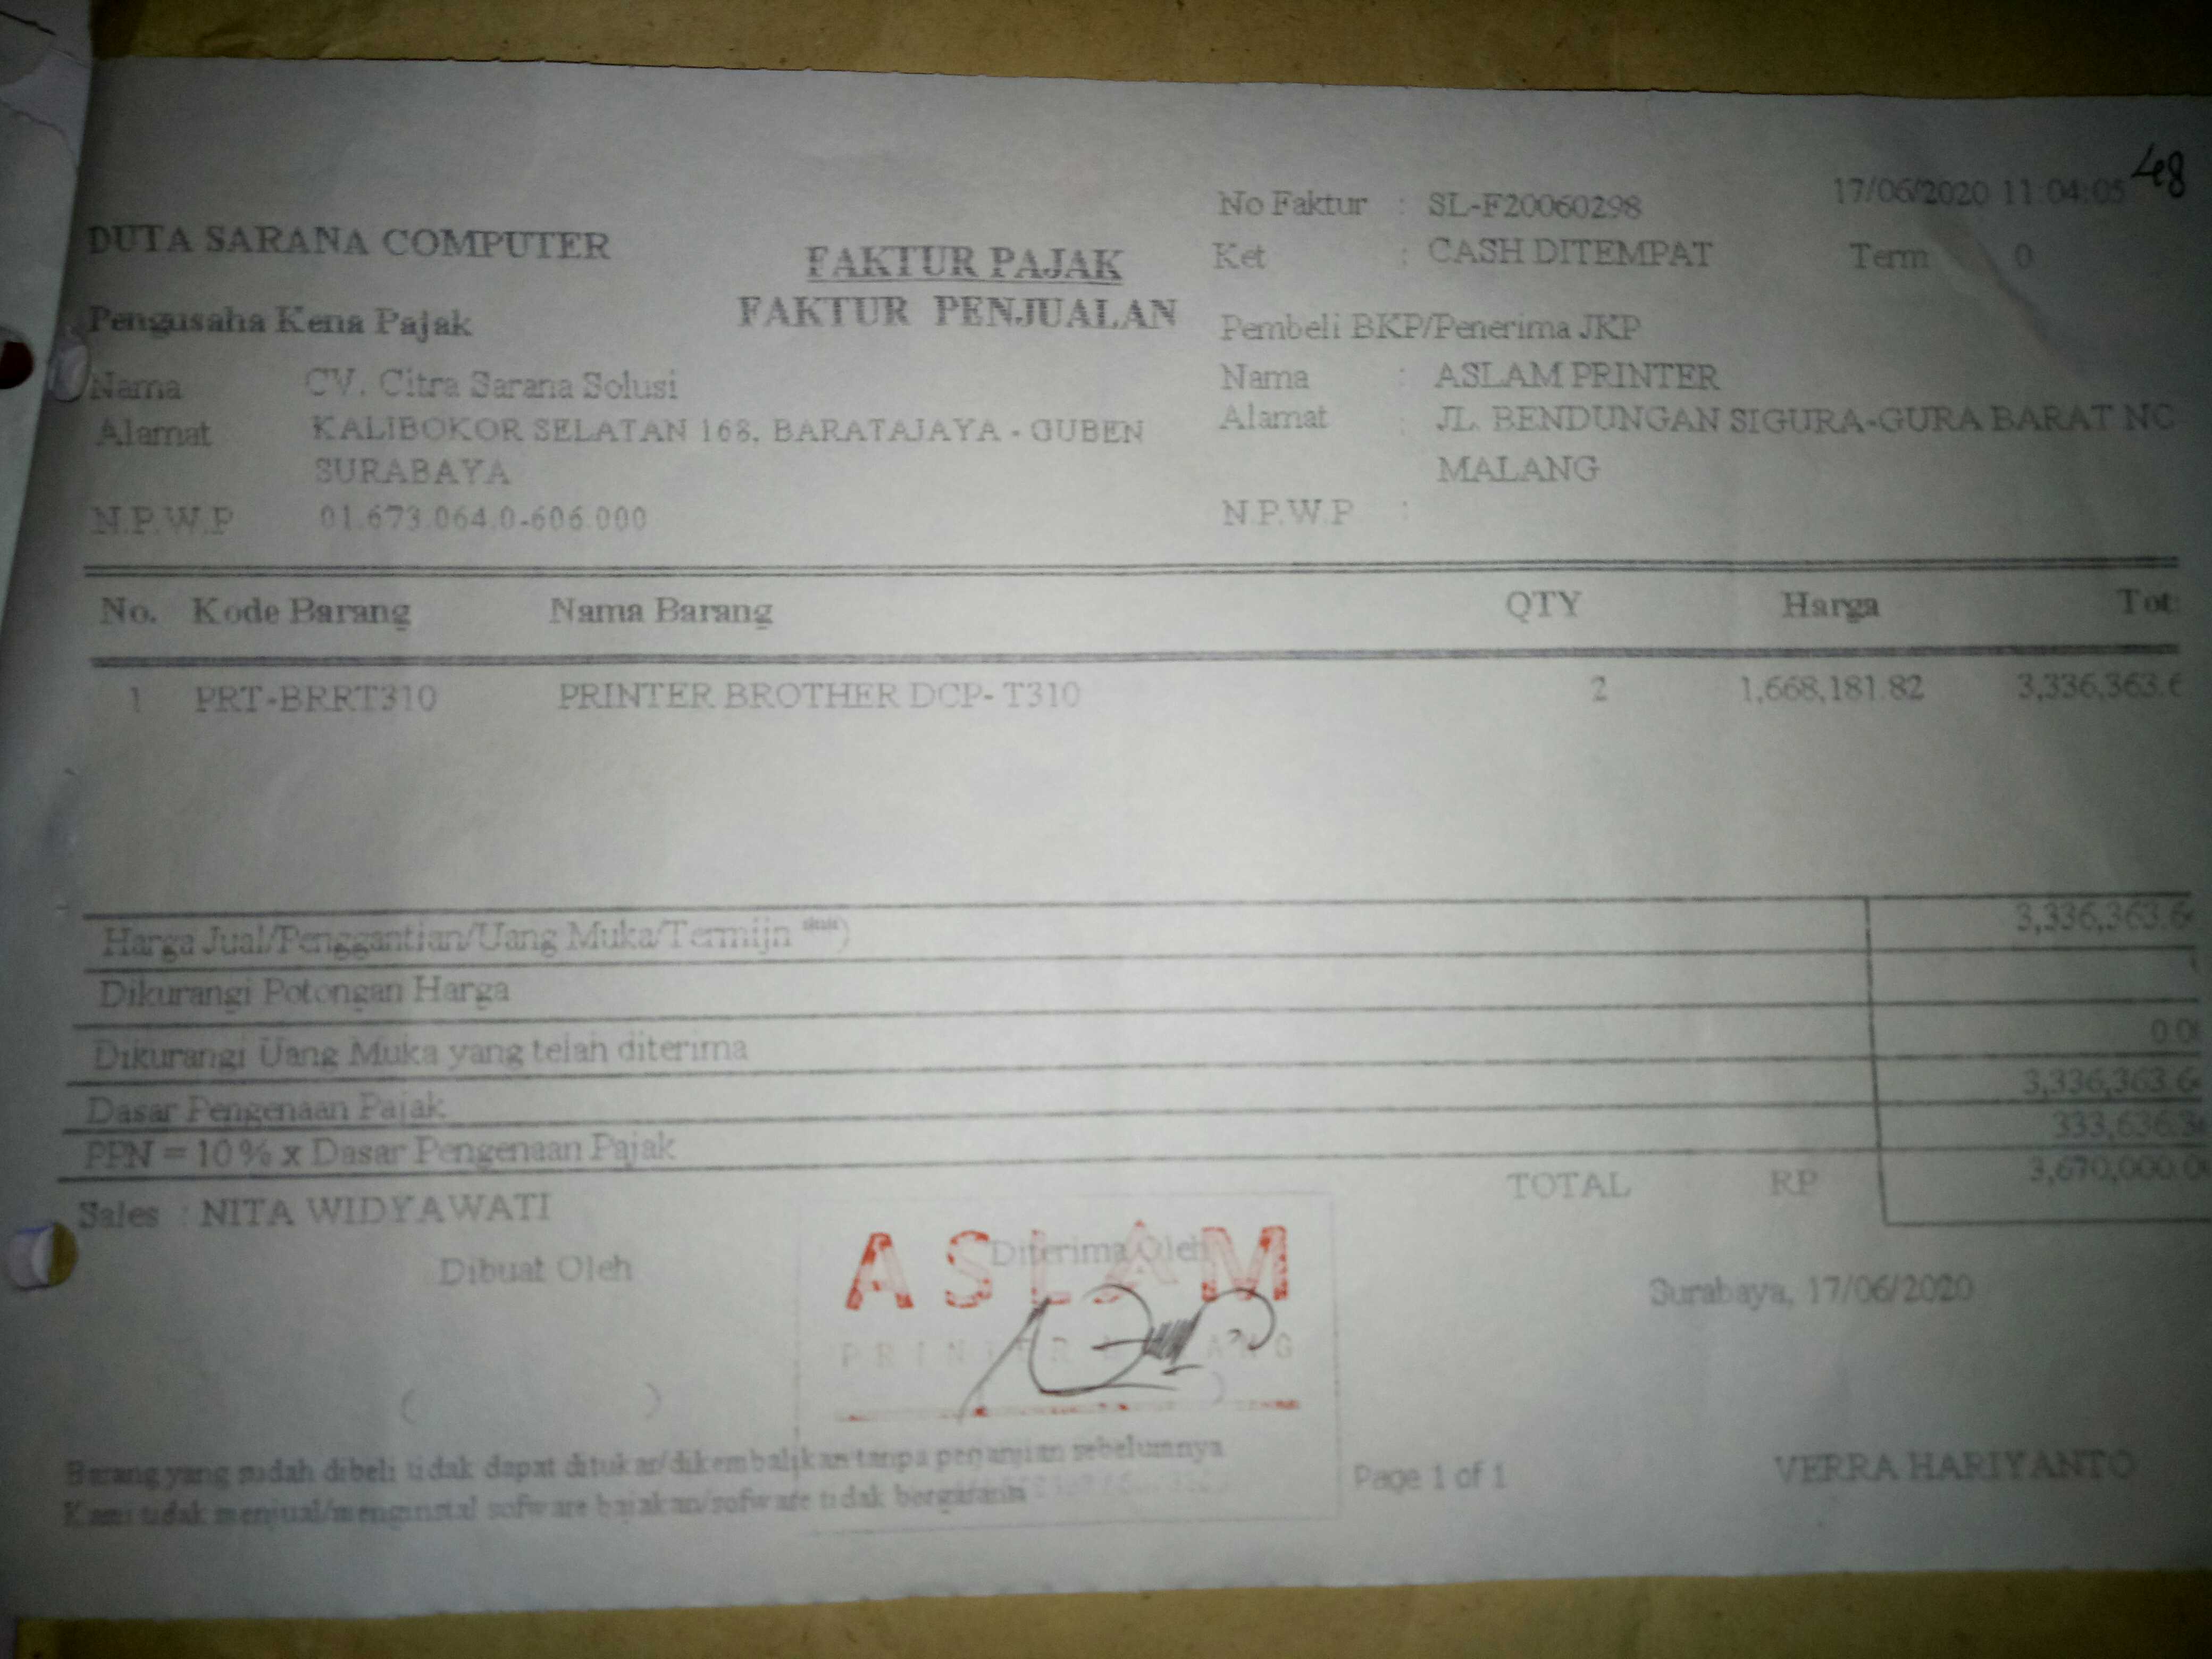 48
No Faktur : SL-F20060298 17/06/2020 11:04:05
DUTA SARANA COMPUTER
FAKTUR PAJAK
Ket : CASH DITEMPAT Term 0
FAKTUR PENJUALAN
Pengusaha Kena Pajak
Pembeli BKP/Penerima JKP
Nama CV. Citra Sarana Solusi
Nama : ASLAM PRINTER
Alamat KALIBOKOR SELATAN 168, BARATAJAYA - GUBEN
Alamat : JL. BENDUNGAN SIGURA-GURA BARAT NO
SURABAYA
MALANG
N.P.W.P 01.673.064.0-606.000
N.P.W.P :
No. Kode Barang Nama Barang QTY Harga Tot
1 PRT-BRRT310 PRINTER BROTHER DCP- T310 2 1,668,181.82 3,336,363.6
Harga Jual/Penggantian/Uang Muka/Termijn ***) 3,336,363.6
Dikurangi Potongan Harga
Dikurangi Uang Muka yang telah diterima 0.0
Dasar Pengenaan Pajak 3,336,363.6
PPN = 10% x Dasar Pengenaan Pajak 333,636.3
TOTAL RP 3,670,000.0
Sales : NITA WIDYAWATI
Dibuat Oleh
Diterima Oleh
ASLAM
Surabaya, 17/06/2020
( )
)
Barang yang sudah dibeli tidak dapat ditukar/dikembalikan tanpa perjanjian sebelumnya
Kami tidak menjual/menginstal sofware bajakan/sofware tidak bergaransi
Page 1 of 1
VERRA HARIYANTO